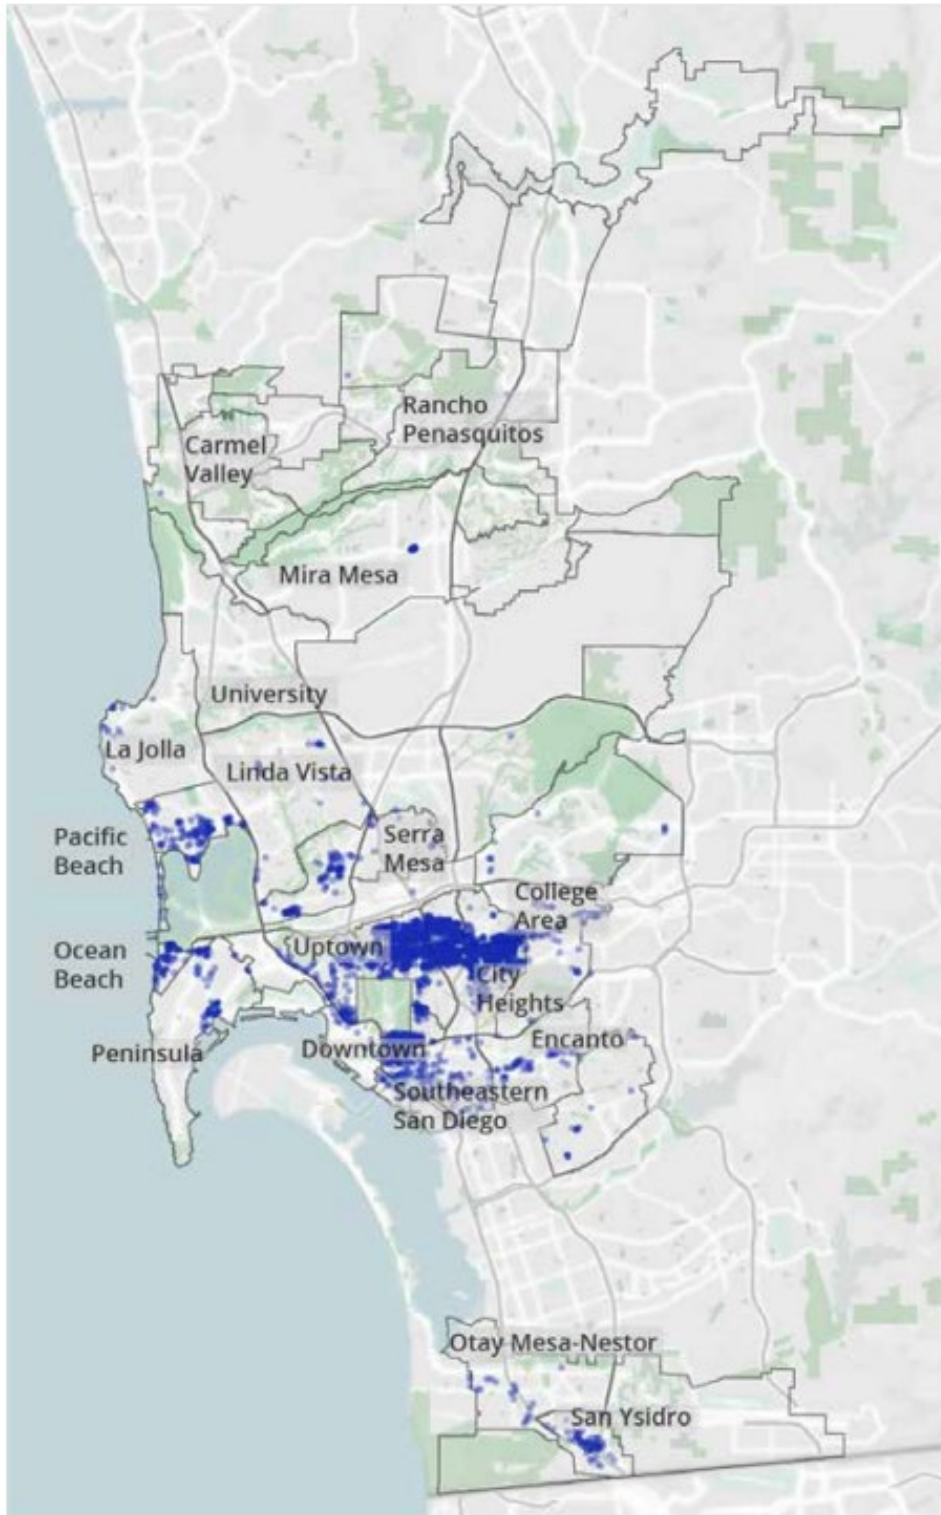 Rancho
Penasquitos
Carmel
Valley
Mira Mesa
University
La Jolla
Linda Vista
Pacific
Beach
Serra
Mesa
College
Area
Ocean
Beach
Uptown
City
Heights
Peninsula
Downtown
Encanto
Southeastern
San Diego
Otay Mesa-Nestor
San Ysidro